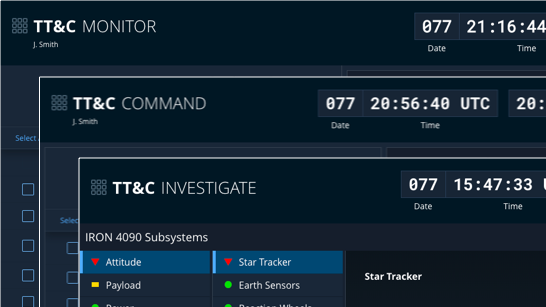 TT&C MONITOR
J. Smith
077 21:16:44
Date Time
TT&C COMMAND
J. Smith
077 20:56:40 UTC 20:
Date Time
Select
TT&C INVESTIGATE
077 15:47:33
Date Time
Selec
IRON 4090 Subsystems
Attitude Star Tracker
Payload Earth Sensors
Star Tracker
Power Reaction Wheels